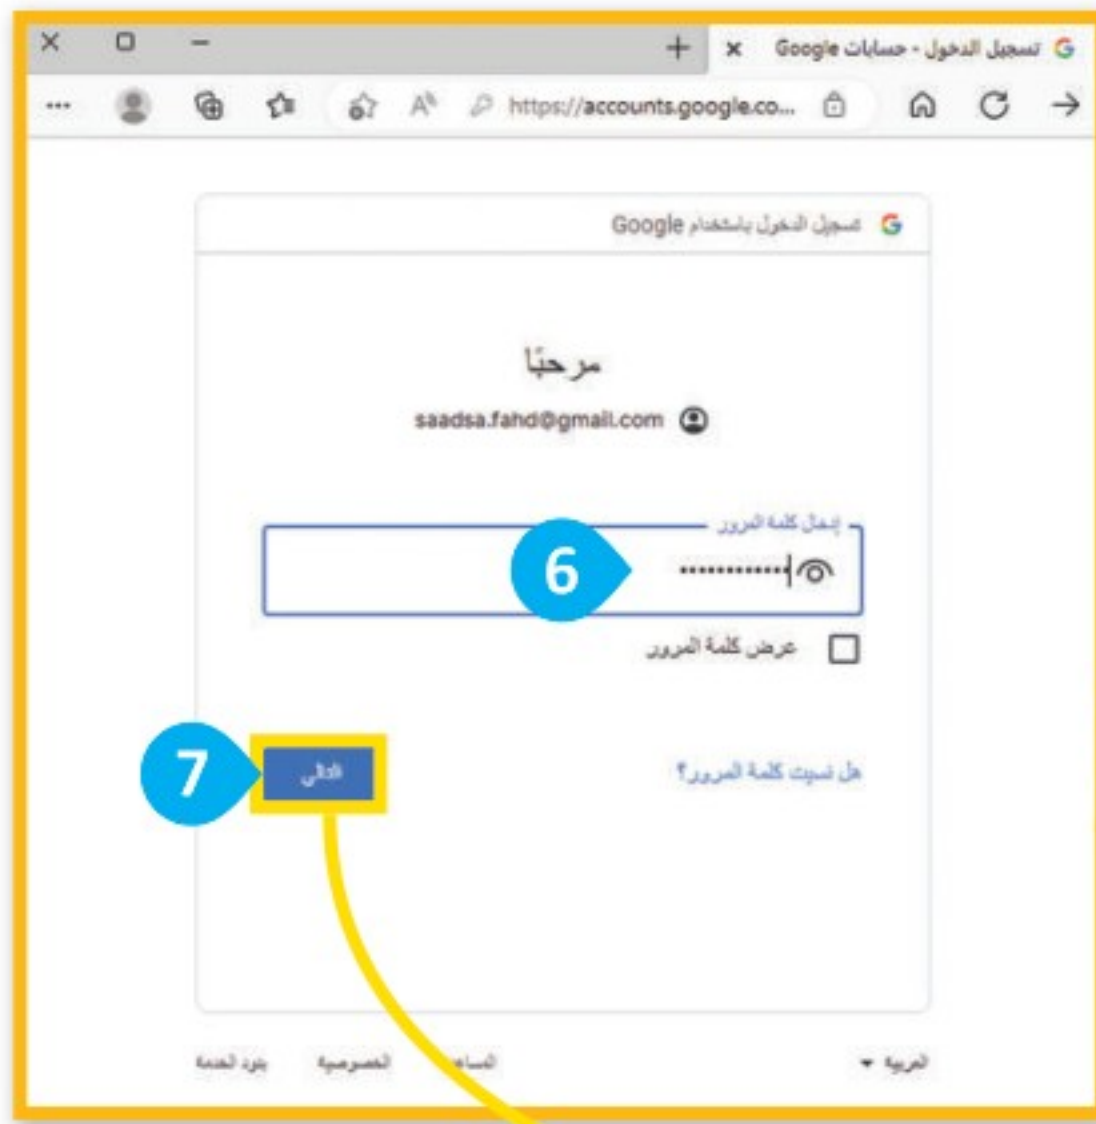 تسجيل الدخول - حسابات Google
https://accounts.google.co...
تسجيل الدخول باستخدام Google
مرحبًا
saadsa.fahd@gmail.com
إدخال كلمة المرور
6
عرض كلمة المرور
هل نسيت كلمة المرور؟
التالي
7
العربية
الخصوصية
بنود الخدمة